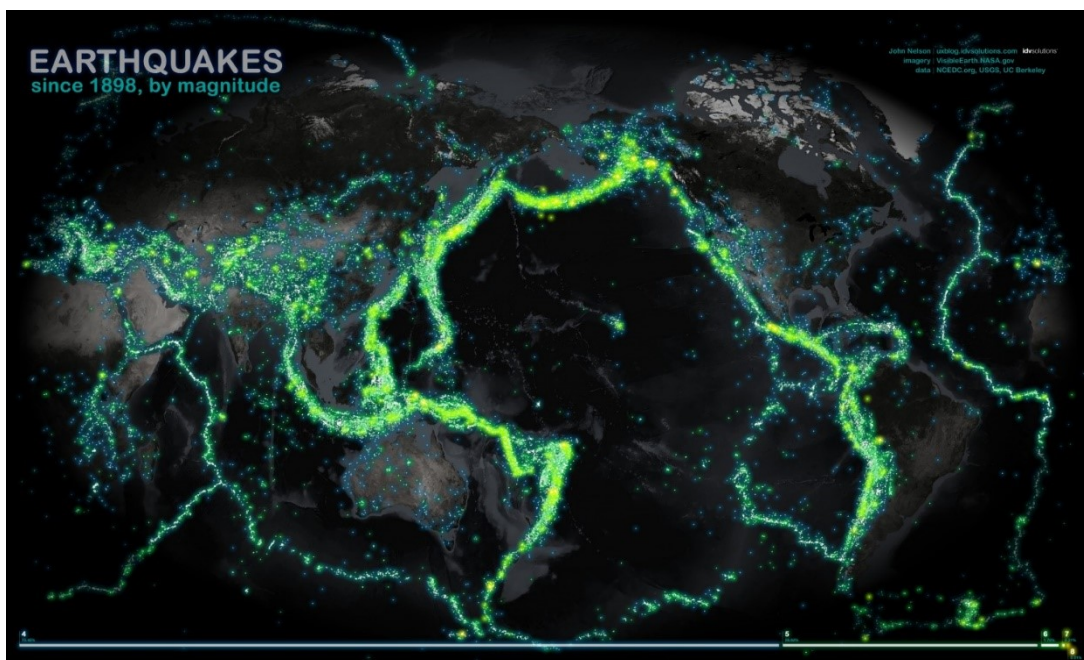 EARTHQUAKES
since 1898, by magnitude
John Nelson : uxblog.idvsolutions.com idvsolutions
imagery : VisibleEarth.NASA.gov
data : NCEDC.org, USGS, UC Berkeley
4
5
6
7
8